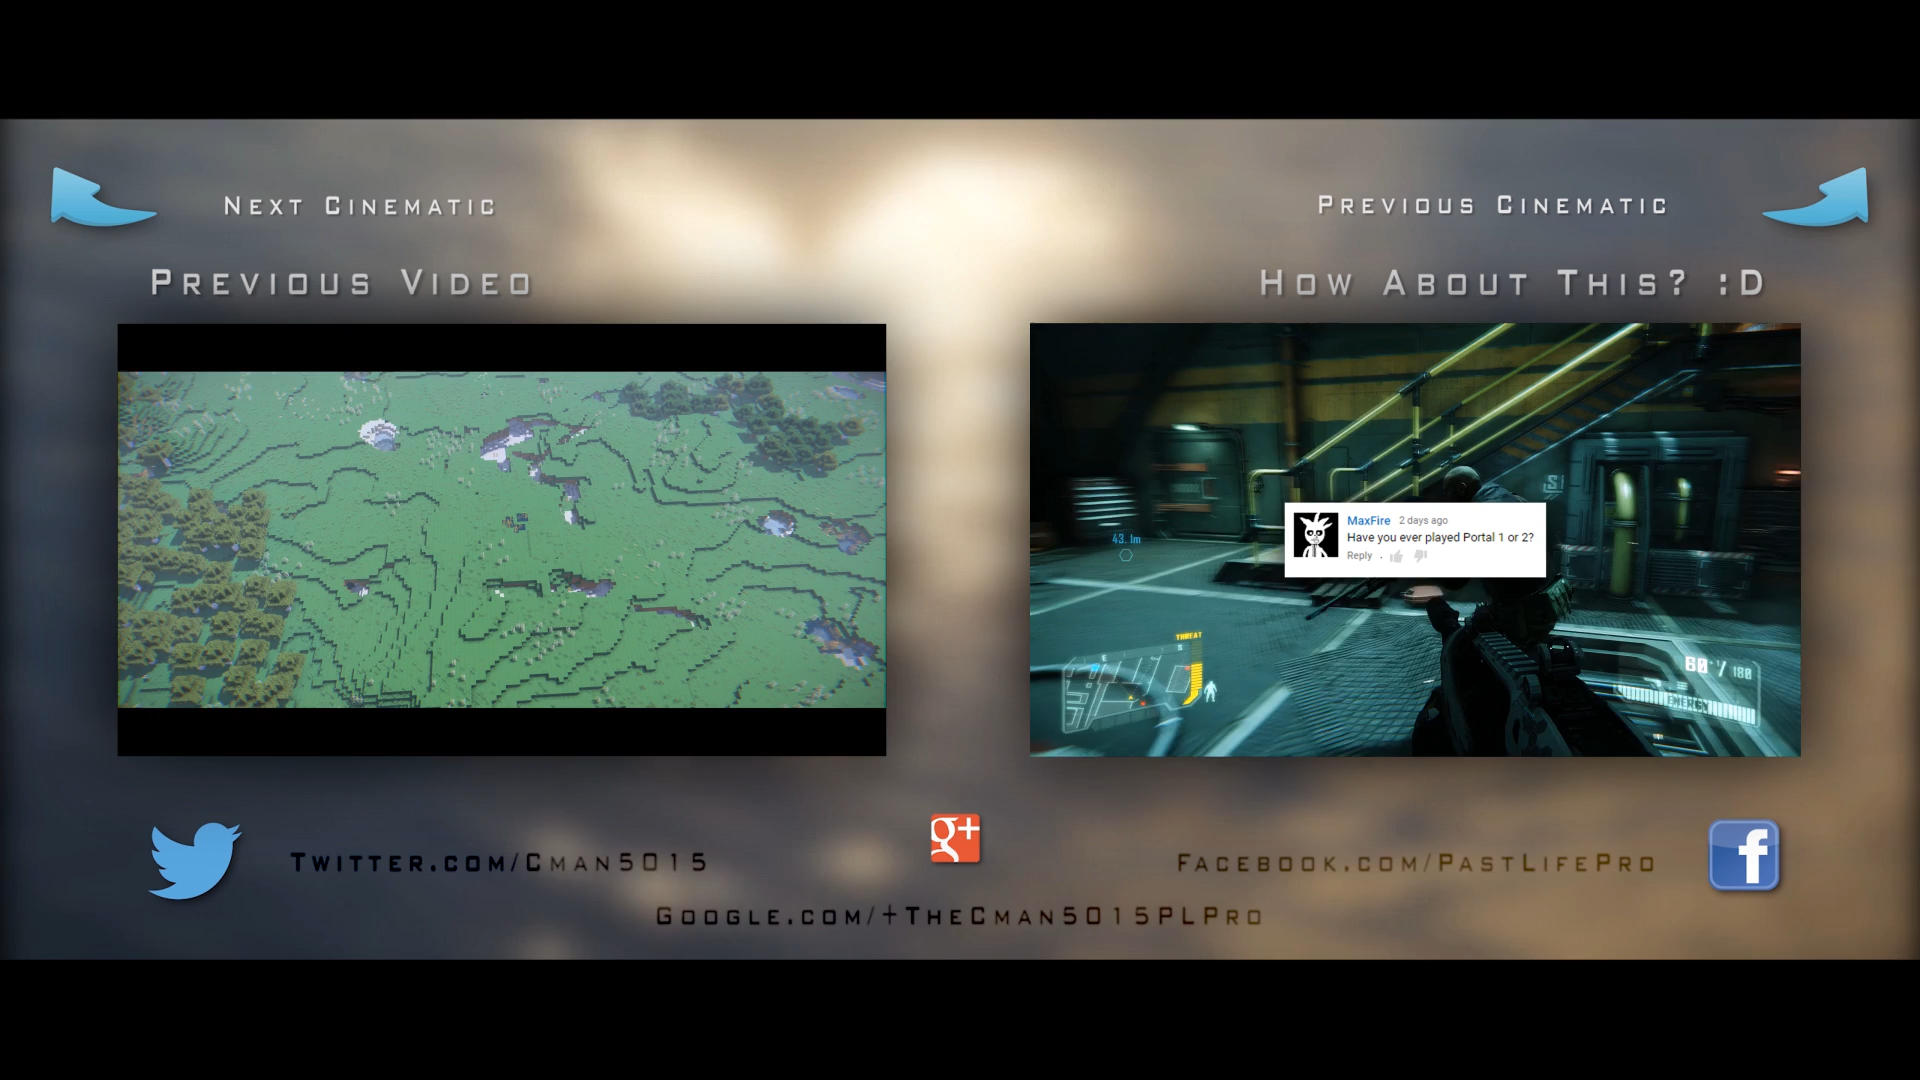 Next Cinematic
Previous Cinematic
Previous Video
How About This? :D
MaxFire 2 days ago
Have you ever played Portal 1 or 2?
Reply
43.1m
THREAT
E
S
60 / 180
ENERGY
g+
f
Twitter.com/Cman5015
Facebook.com/PastLifePro
Google.com/+TheCman5015PLPro